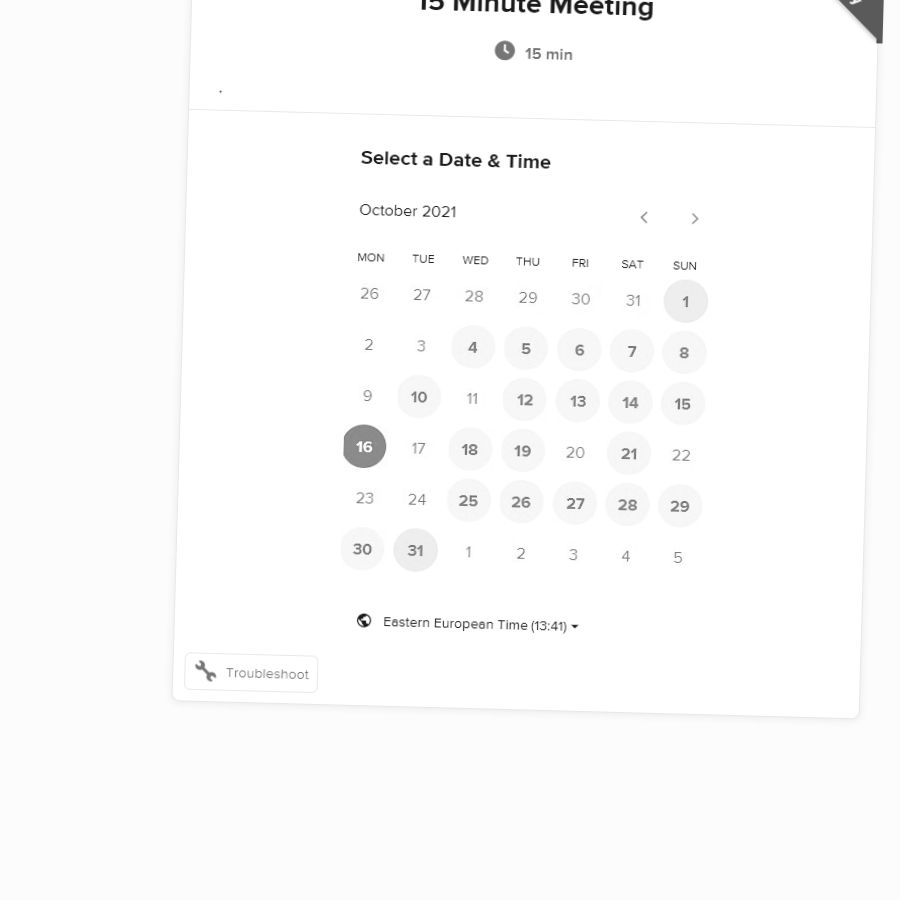 15 Minute Meeting
15 min
.
Select a Date & Time
October 2021
MON TUE WED THU FRI SAT SUN
26 27 28 29 30 31 1
2 3 4 5 6 7 8
9 10 11 12 13 14 15
16 17 18 19 20 21 22
23 24 25 26 27 28 29
30 31 1 2 3 4 5
Eastern European Time (13:41)
Troubleshoot